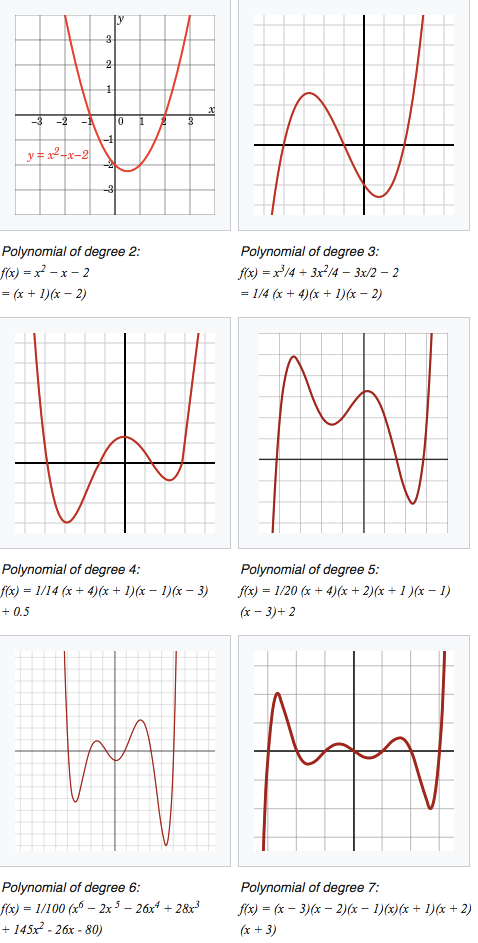 y
3
2
1
x
-3 -2 -1 0 1 2 3
-1
y = x²-x-2
-2
-3
Polynomial of degree 2:
f(x) = x² − x − 2
= (x + 1)(x − 2)
Polynomial of degree 3:
f(x) = x³/4 + 3x²/4 − 3x/2 − 2
= 1/4 (x + 4)(x + 1)(x − 2)
Polynomial of degree 4:
f(x) = 1/14 (x + 4)(x + 1)(x − 1)(x − 3)
+ 0.5
Polynomial of degree 5:
f(x) = 1/20 (x + 4)(x + 2)(x + 1 )(x − 1)
(x − 3)+ 2
Polynomial of degree 6:
f(x) = 1/100 (x⁶ − 2x ⁵ − 26x⁴ + 28x³
+ 145x² - 26x - 80)
Polynomial of degree 7:
f(x) = (x − 3)(x − 2)(x − 1)(x)(x + 1)(x + 2)
(x + 3)